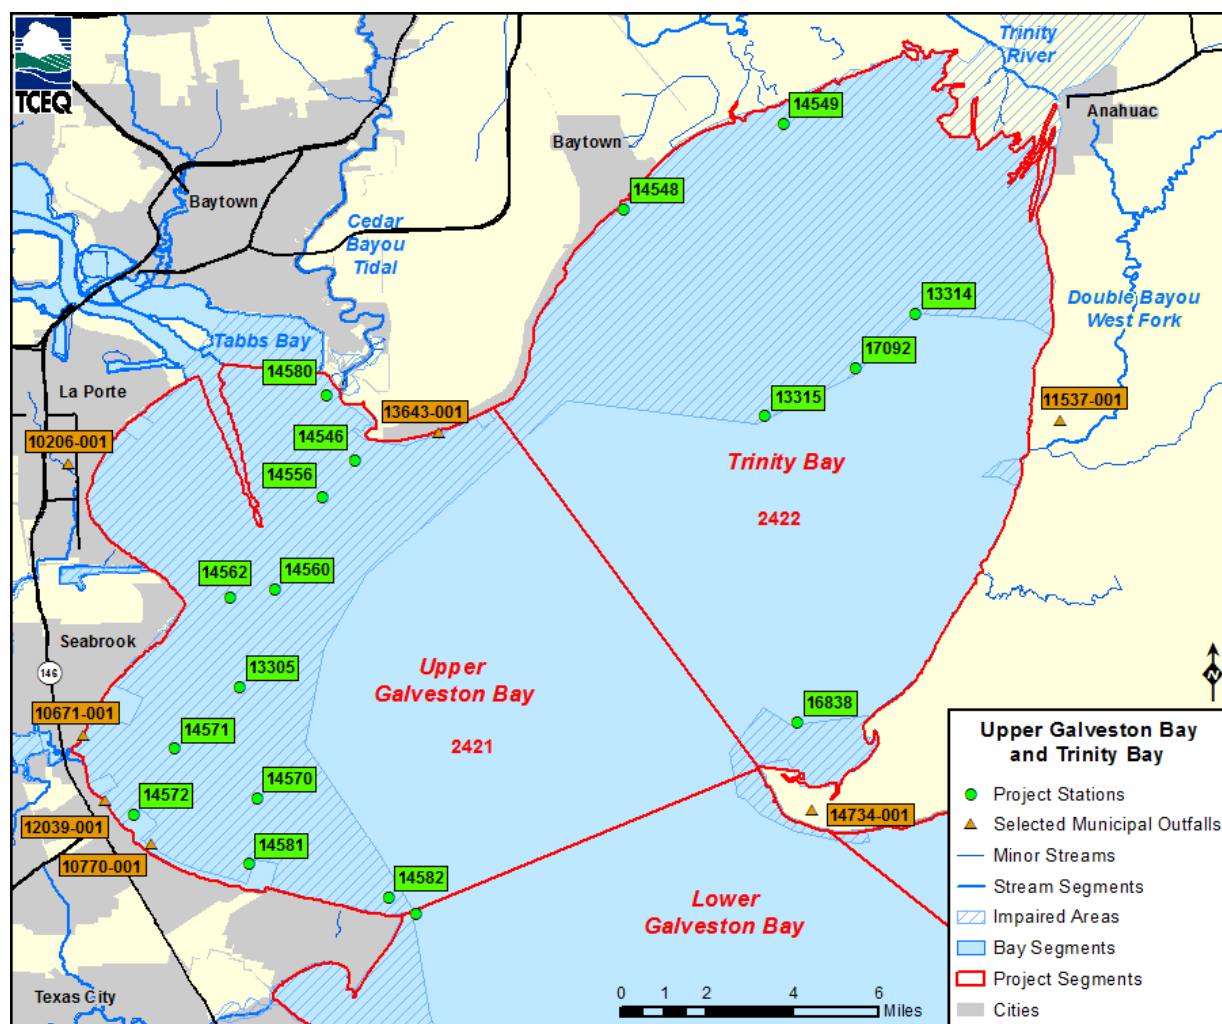 TCEQ
Trinity
River
14549
Anahuac
Baytown
14548
Baytown
Cedar
Bayou
Tidal
13314
Double Bayou
West Fork
Tabbs Bay
17092
14580
La Porte
13643-001
13315
11537-001
10206-001
14546
Trinity Bay
14556
2422
14562
14560
Seabrook
146
13305
Upper
Galveston Bay
16838
10671-001
14571
2421
14570
14572
12039-001
14581
10770-001
14734-001
14582
Lower
Galveston Bay
Texas City
0 1 2 4 6
Miles
N
Upper Galveston Bay
and Trinity Bay
Project Stations
Selected Municipal Outfalls
Minor Streams
Stream Segments
Impaired Areas
Bay Segments
Project Segments
Cities